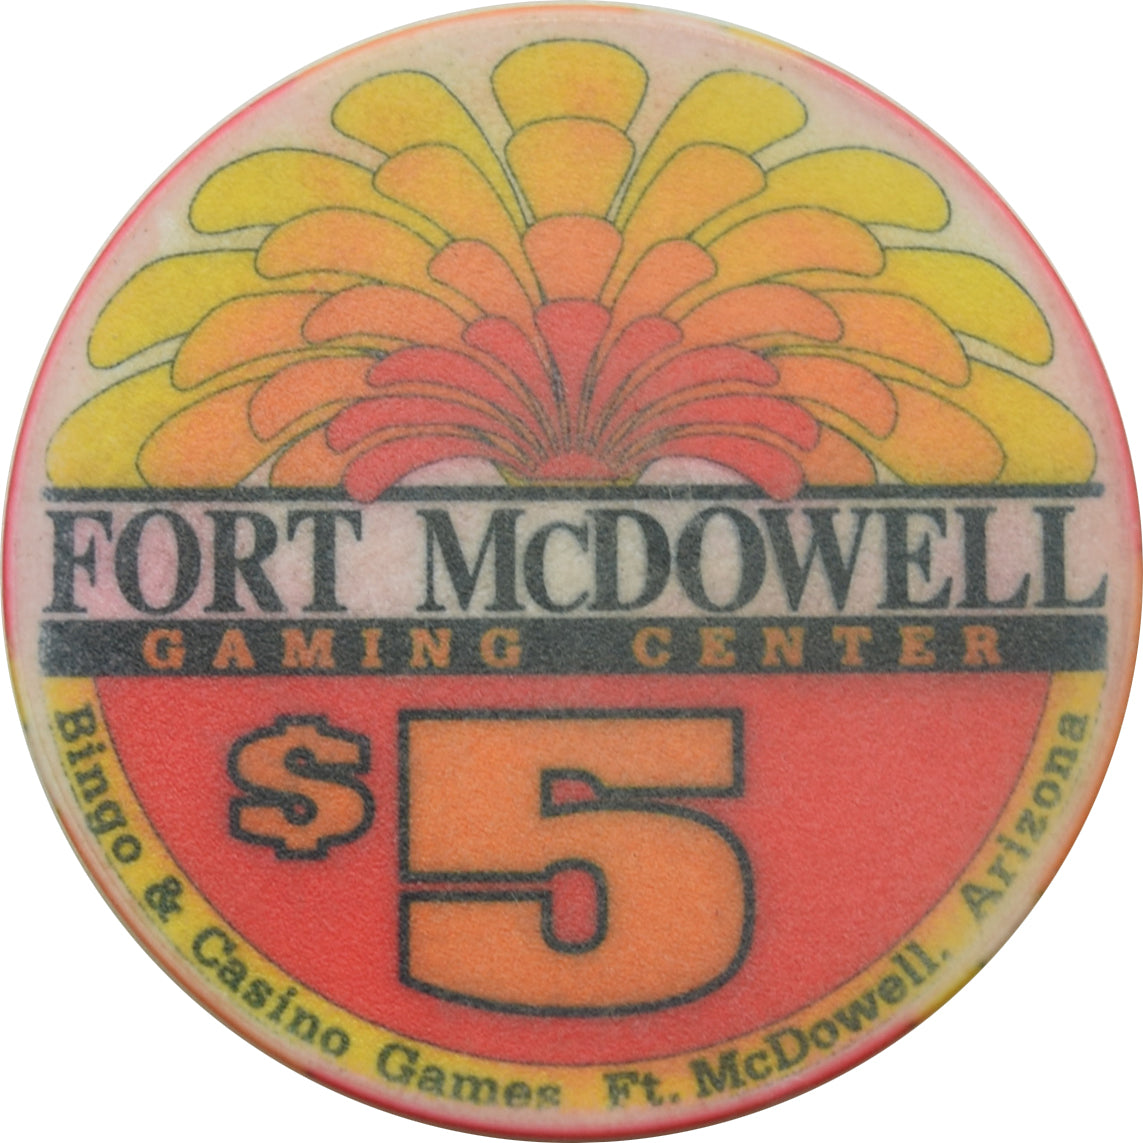 FORT McDOWELL
GAMING CENTER
$5
Bingo & Casino Games Ft. McDowell. Arizona